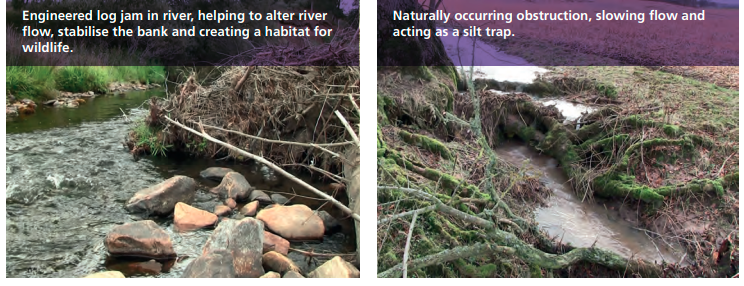 Engineered log jam in river, helping to alter river
flow, stabilise the bank and creating a habitat for
wildlife.
Naturally occurring obstruction, slowing flow and
acting as a silt trap.